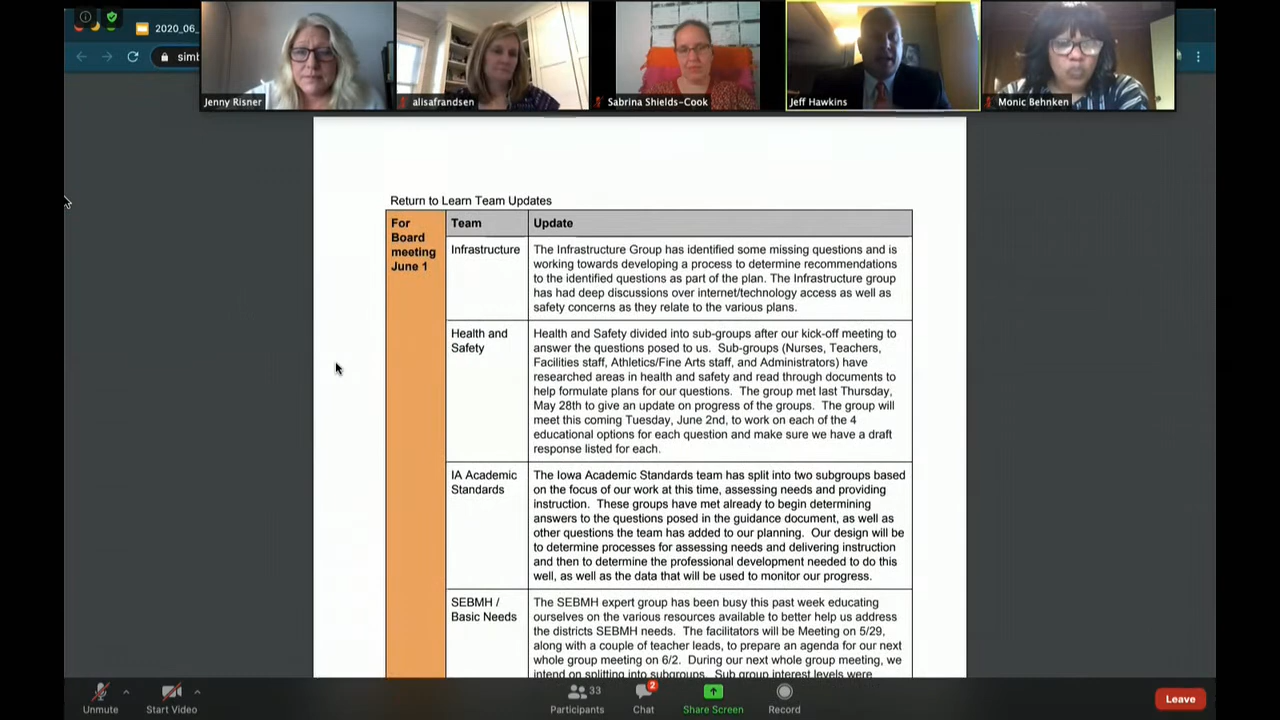 2020_06_
simb
Jenny Risner
alisafrandsen
Sabrina Shields-Cook
Jeff Hawkins
Monic Behnken
Return to Learn Team Updates
For
Board
meeting
June 1
Team
Update
Infrastructure
The Infrastructure Group has identified some missing questions and is
working towards developing a process to determine recommendations
to the identified questions as part of the plan. The Infrastructure group
has had deep discussions over internet/technology access as well as
safety concerns as they relate to the various plans.
Health and
Safety
Health and Safety divided into sub-groups after our kick-off meeting to
answer the questions posed to us. Sub-groups (Nurses, Teachers,
Facilities staff, Athletics/Fine Arts staff, and Administrators) have
researched areas in health and safety and read through documents to
help formulate plans for our questions. The group met last Thursday,
May 28th to give an update on progress of the groups. The group will
meet this coming Tuesday, June 2nd, to work on each of the 4
educational options for each question and make sure we have a draft
response listed for each.
IA Academic
Standards
The Iowa Academic Standards team has split into two subgroups based
on the focus of our work at this time, assessing needs and providing
instruction. These groups have met already to begin determining
answers to the questions posed in the guidance document, as well as
other questions the team has added to our planning. Our design will be
to determine processes for assessing needs and delivering instruction
and then to determine the professional development needed to do this
well, as well as the data that will be used to monitor our progress.
SEBMH /
Basic Needs
The SEBMH expert group has been busy this past week educating
ourselves on the various resources available to better help us address
the districts SEBMH needs. The facilitators will be Meeting on 5/29,
along with a couple of teacher leads, to prepare an agenda for our next
whole group meeting on 6/2. During our next whole group meeting, we
intend on splitting into subgroups. Sub group interest levels were
Unmute
Start Video
33
Participants
2
Chat
Share Screen
Record
Leave